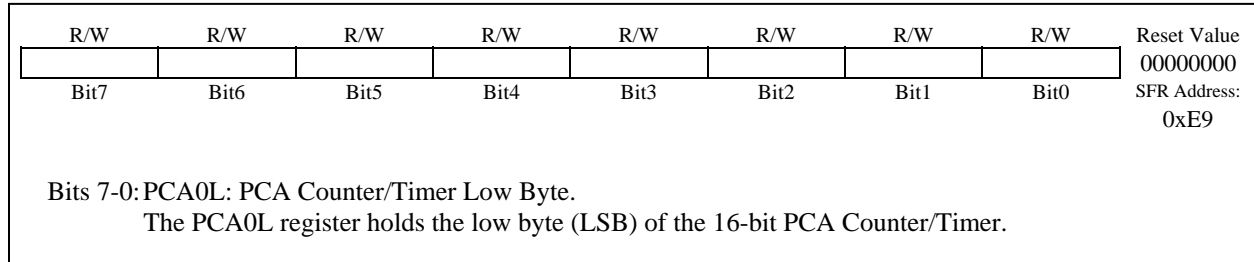 R/W R/W R/W R/W R/W R/W R/W R/W Reset Value
00000000
Bit7 Bit6 Bit5 Bit4 Bit3 Bit2 Bit1 Bit0 SFR Address:
0xE9
Bits 7-0: PCA0L: PCA Counter/Timer Low Byte.
The PCA0L register holds the low byte (LSB) of the 16-bit PCA Counter/Timer.